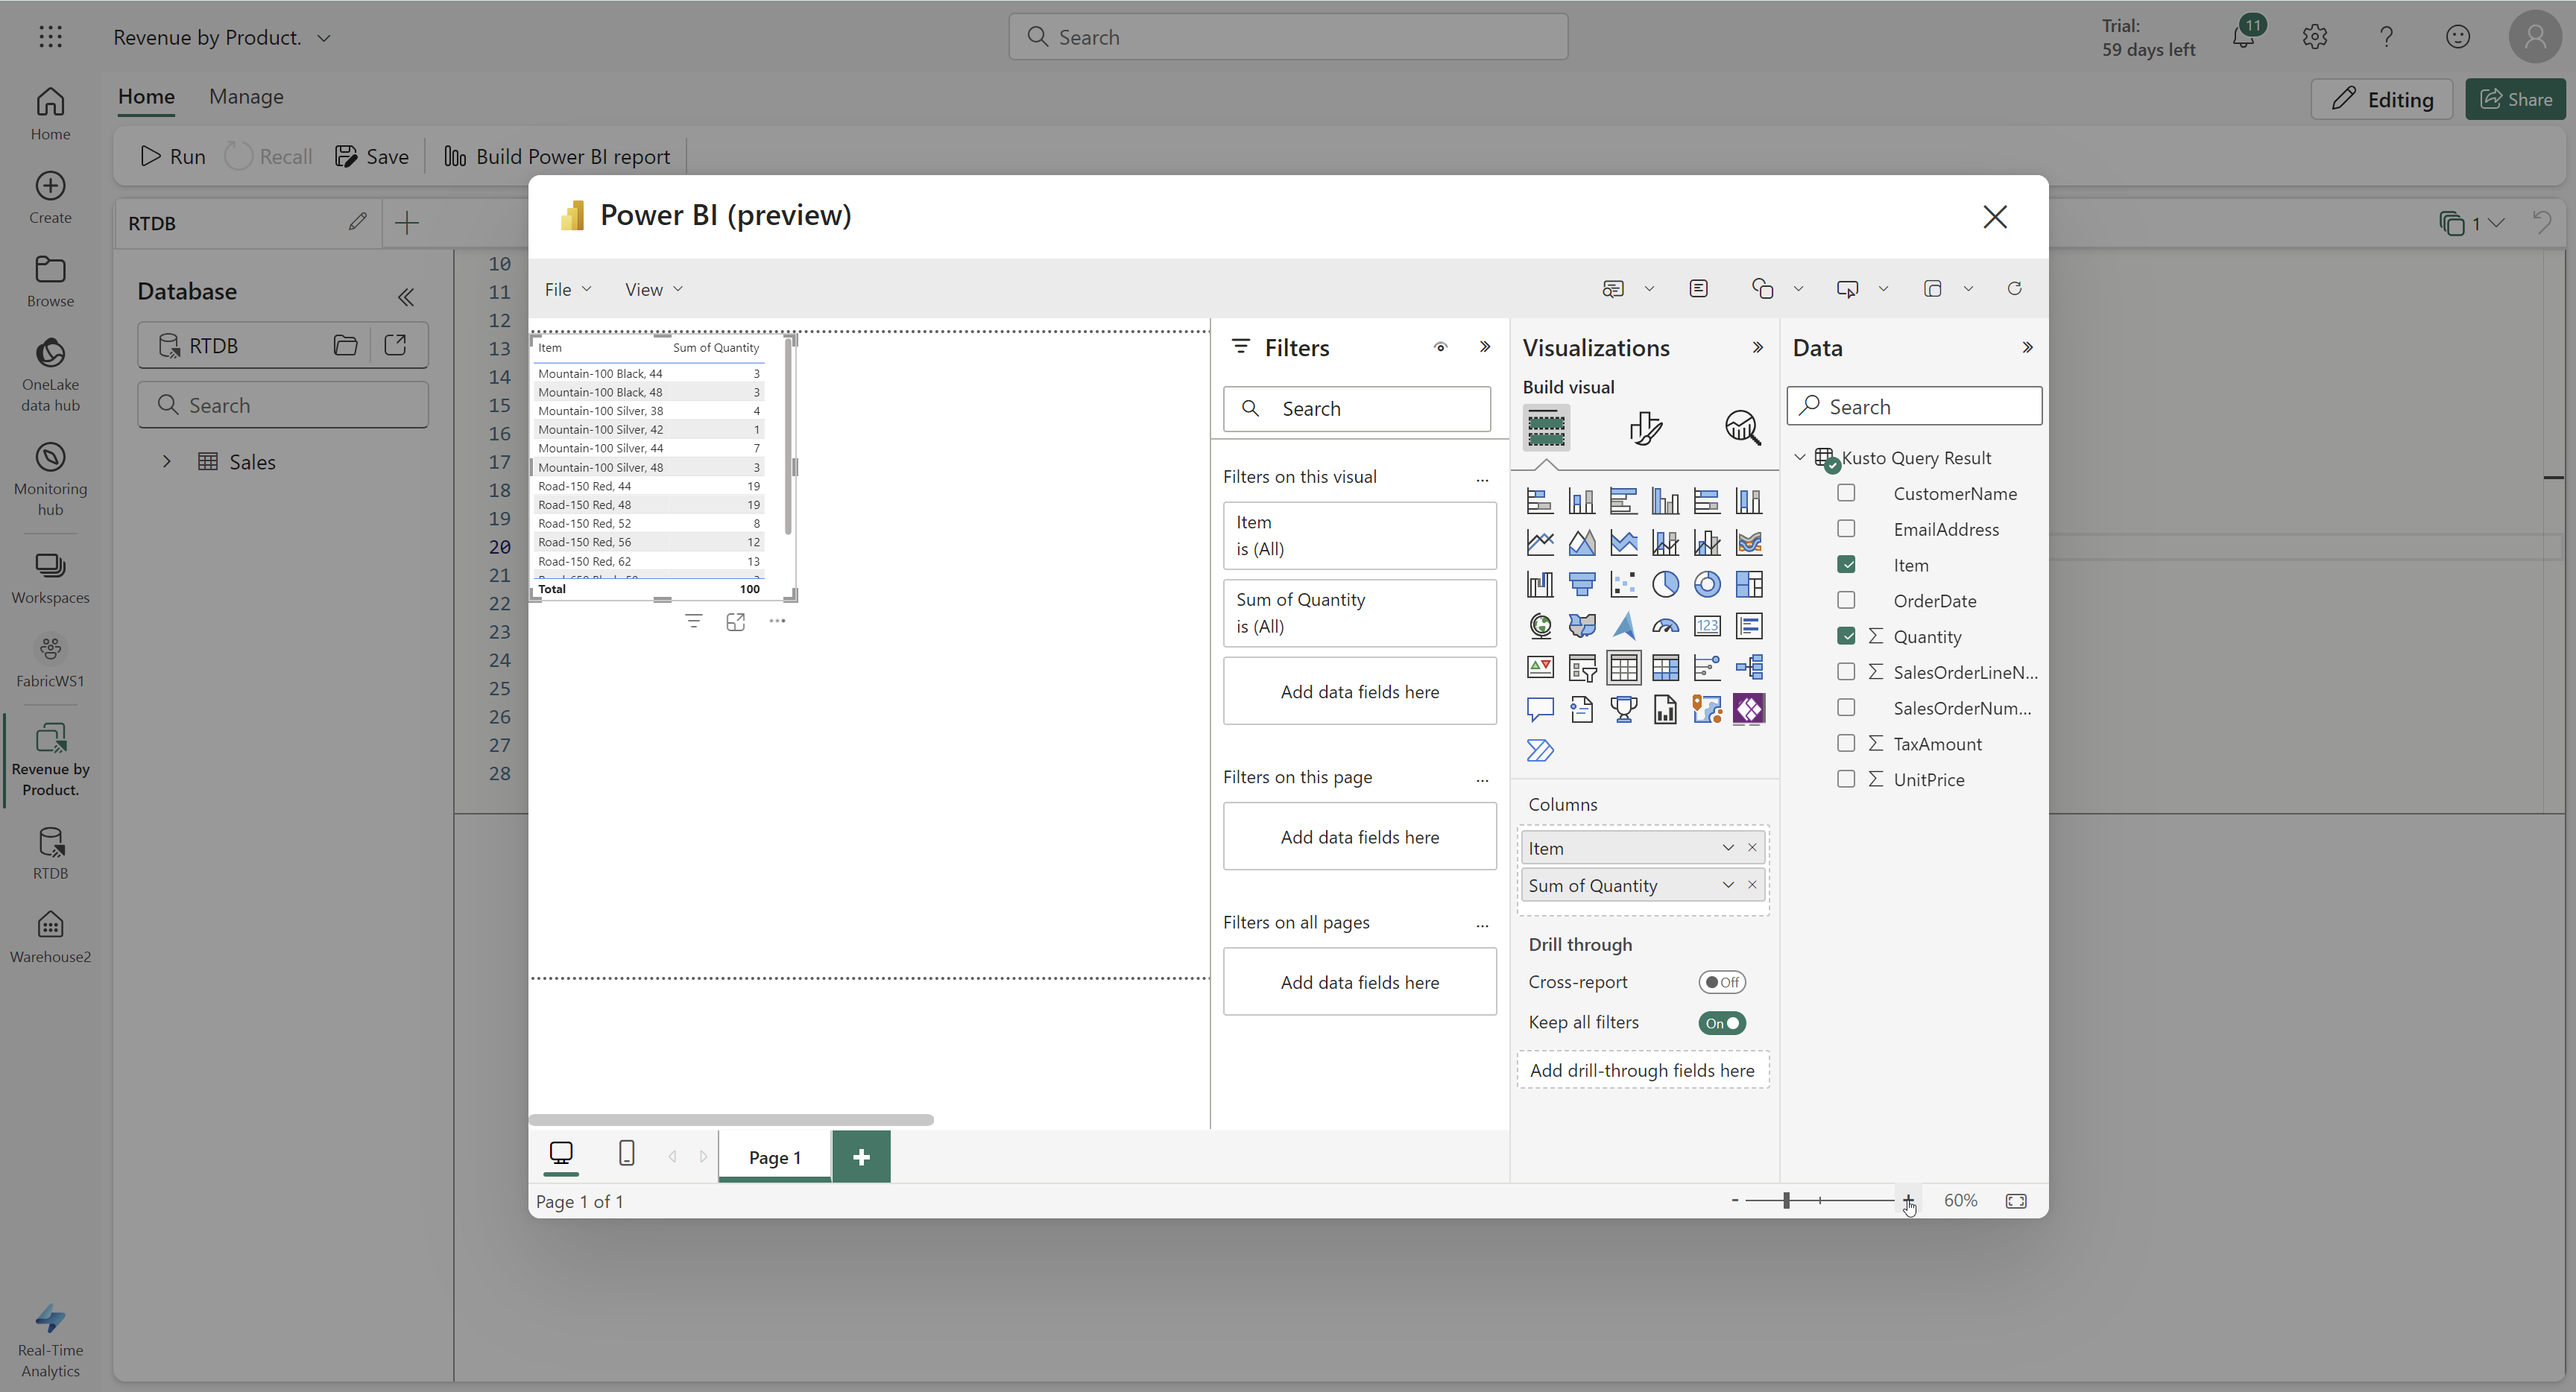 Revenue by Product.
Search
Trial:
59 days left
11
Home
Manage
Editing
Share
Run
Recall
Save
Build Power BI report
Home
Create
Browse
OneLake
data hub
Monitoring
hub
Workspaces
FabricWS1
Revenue by
Product.
RTDB
Warehouse2
Real-Time
Analytics
RTDB
1
Database
RTDB
Search
Sales
10
11
12
13
14
15
16
17
18
19
20
21
22
23
24
25
26
27
28
Power BI (preview)
File
View
Item Sum of Quantity
Mountain-100 Black, 44 3
Mountain-100 Black, 48 3
Mountain-100 Silver, 38 4
Mountain-100 Silver, 42 1
Mountain-100 Silver, 44 7
Mountain-100 Silver, 48 3
Road-150 Red, 44 19
Road-150 Red, 48 19
Road-150 Red, 52 8
Road-150 Red, 56 12
Road-150 Red, 62 13
Total 100
Filters
Search
Filters on this visual ...
Item
is (All)
Sum of Quantity
is (All)
Add data fields here
Filters on this page ...
Add data fields here
Filters on all pages ...
Add data fields here
Visualizations
Build visual
123
Columns
Item
Sum of Quantity
Drill through
Cross-report Off
Keep all filters On
Add drill-through fields here
Data
Search
Kusto Query Result
CustomerName
EmailAddress
Item
OrderDate
Σ Quantity
Σ SalesOrderLineN...
SalesOrderNum...
Σ TaxAmount
Σ UnitPrice
Page 1
Page 1 of 1
- + 60%